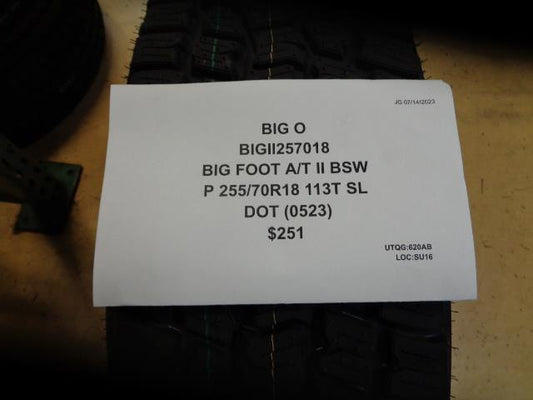 JG 07/14/2023
BIG O
BIGII257018
BIG FOOT A/T II BSW
P 255/70R18 113T SL
DOT (0523)
$251
UTQG:620AB
LOC:SU16